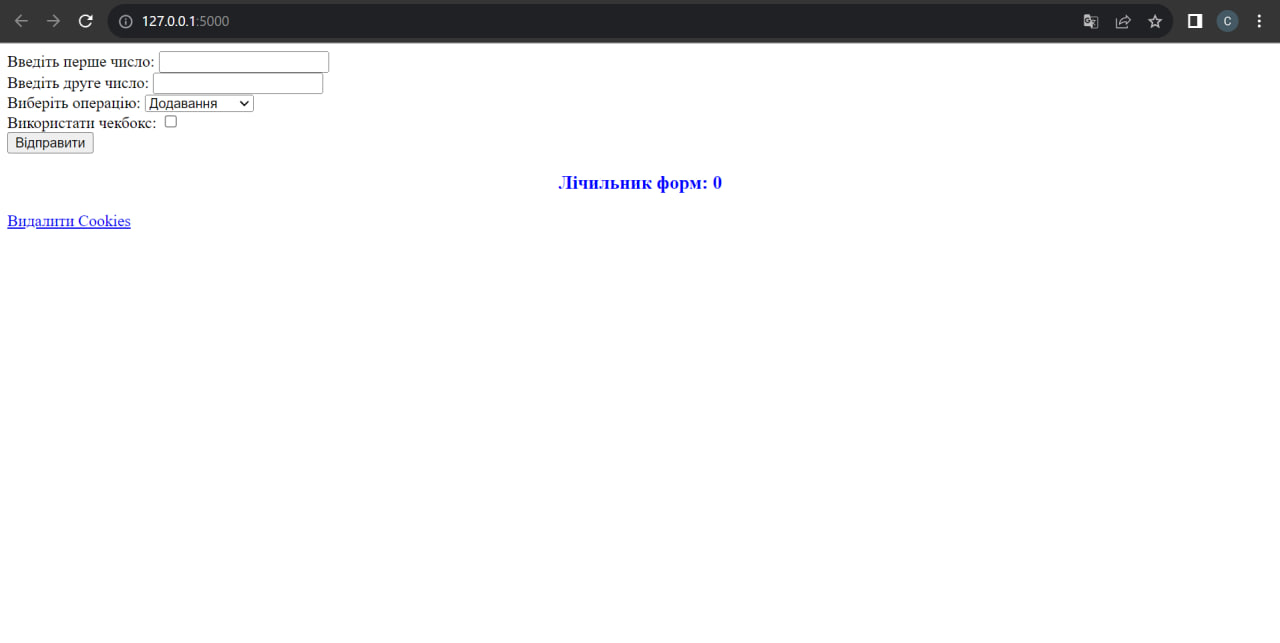 127.0.0.1:5000
C
Введіть перше число:
Введіть друге число:
Виберіть операцію: Додавання
Використати чекбокс:
Відправити
Лічильник форм: 0
Видалити Cookies